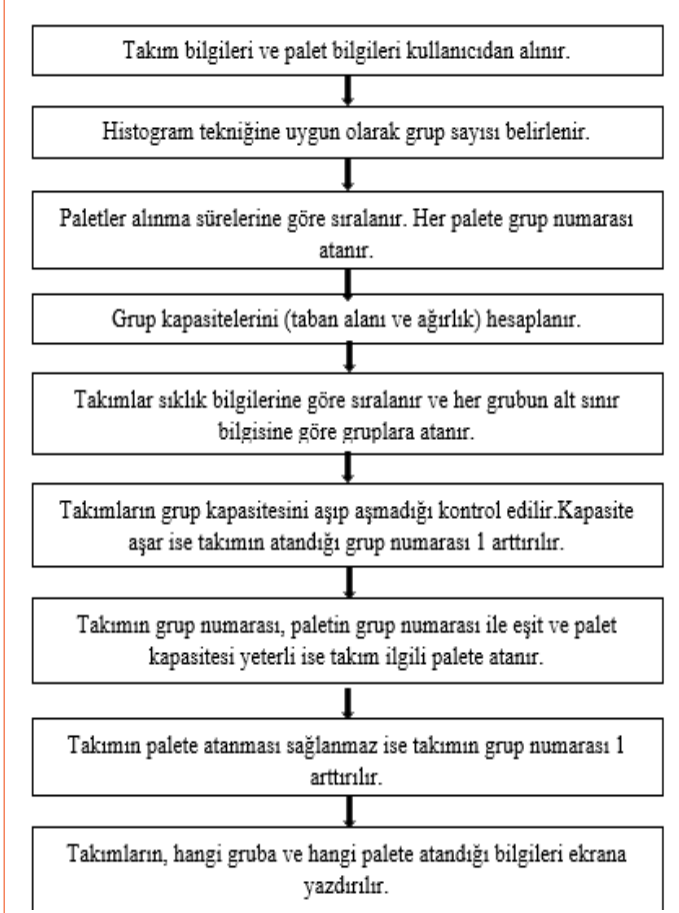 Takım bilgileri ve palet bilgileri kullanıcıdan alınır.
Histogram tekniğine uygun olarak grup sayısı belirlenir.
Paletler alınma sürelerine göre sıralanır. Her palete grup numarası
atanır.
Grup kapasitelerini (taban alanı ve ağırlık) hesaplanır.
Takımlar sıklık bilgilerine göre sıralanır ve her grubun alt sınır
bilgisine göre gruplara atanır.
Takımların grup kapasitesini aşıp aşmadığı kontrol edilir.Kapasite
aşar ise takımın atandığı grup numarası 1 arttırılır.
Takımın grup numarası, paletin grup numarası ile eşit ve palet
kapasitesi yeterli ise takım ilgili palete atanır.
Takımın palete atanması sağlanmaz ise takımın grup numarası 1
arttırılır.
Takımların, hangi gruba ve hangi palete atandığı bilgileri ekrana
yazdırılır.